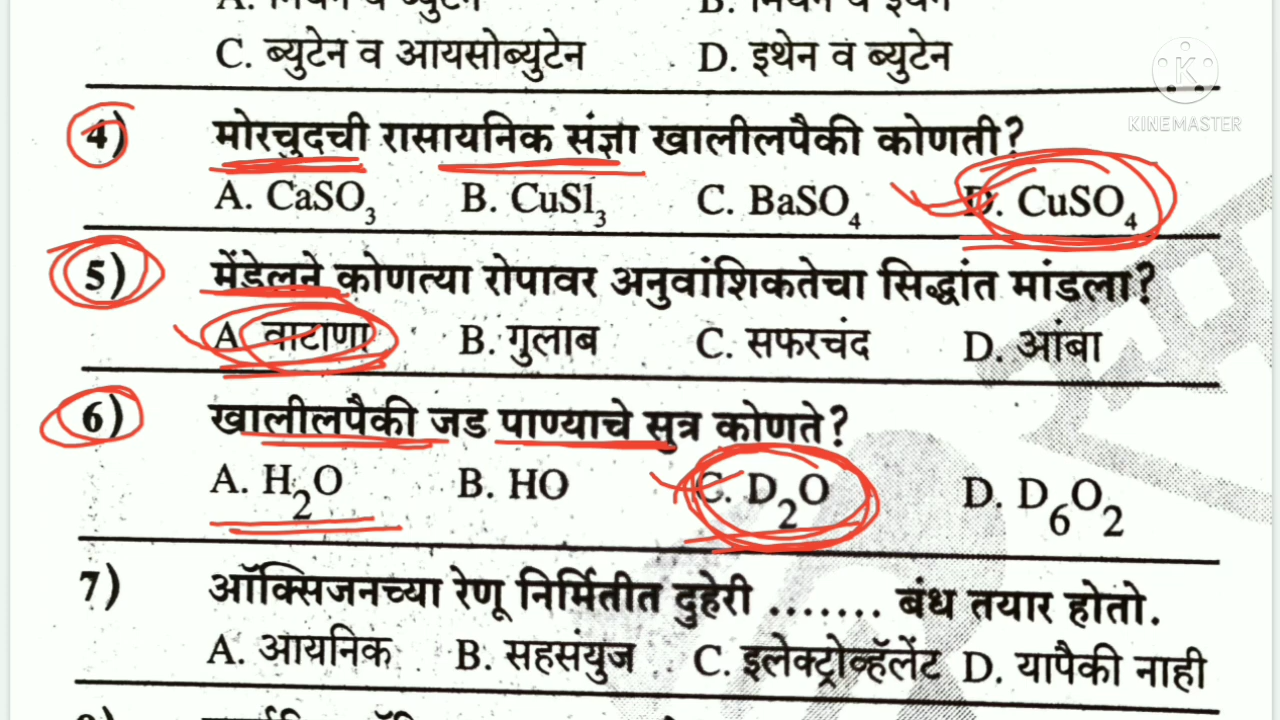 C. ब्युटेन व आयसोब्युटेन D. इथेन व ब्युटेन
KINEMASTER
4) मोरचुदची रासायनिक संज्ञा खालीलपैकी कोणती?
A. CaSO₃ B. CuSI₃ C. BaSO₄ D. CuSO₄
5) मेंडेलने कोणत्या रोपावर अनुवांशिकतेचा सिद्धांत मांडला?
A. वाटाणा B. गुलाब C. सफरचंद D. आंबा
6) खालीलपैकी जड पाण्याचे सुत्र कोणते?
A. H₂O B. HO C. D₂O D. D₆O₂
7) ऑक्सिजनच्या रेणू निर्मितीत दुहेरी ....... बंध तयार होतो.
A. आयनिक B. सहसंयुज C. इलेक्ट्रोव्हॅलेंट D. यापैकी नाही